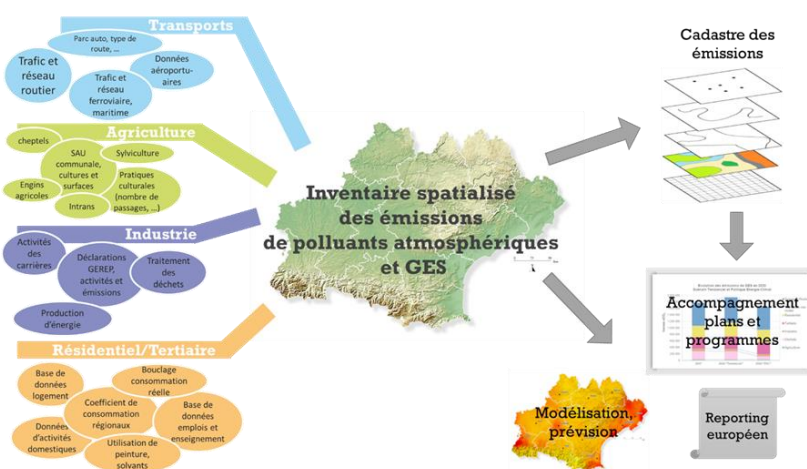 Transports
Parc auto, type de
route, ...
Trafic et
réseau
routier
Données
aéroportu-
aires
Trafic et
réseau
ferroviaire,
maritime
Agriculture
cheptels
SAU
communale,
cultures et
surfaces
Sylviculture
Engins
agricoles
Intrans
Pratiques
culturales
(nombre de
passages, ...)
Industrie
Activités
des
carrières
Déclarations
GEREP,
activités et
émissions
Traitement
des
déchets
Production
d'énergie
Résidentiel/Tertiaire
Base de
données
logement
Bouclage
consommation
réelle
Coefficient de
consommation
régionaux
Base de
données
emplois et
enseignement
Données
d'activités
domestiques
Utilisation de
peinture,
solvants
Inventaire spatialisé
des émissions
de polluants atmosphériques
et GES
Cadastre des
émissions
Accompagnement
plans et
programmes
Modélisation,
prévision
Reporting
européen